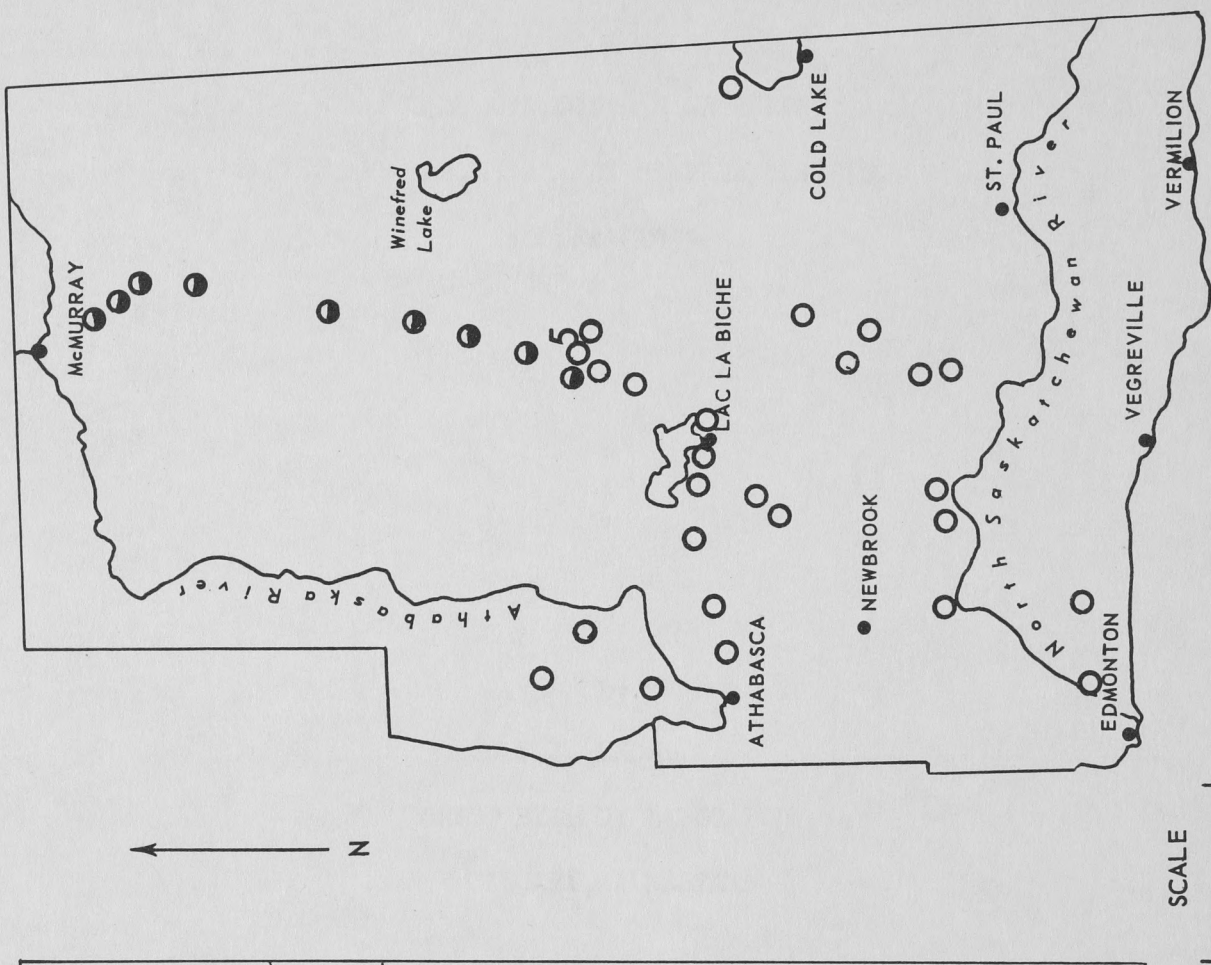 McMURRAY
Winefred
Lake
Athabaska River
5
COLD LAKE
LAC LA BICHE
ATHABASCA
NEWBROOK
ST. PAUL
North Saskatchewan River
VERMILION
VEGREVILLE
EDMONTON
N
SCALE